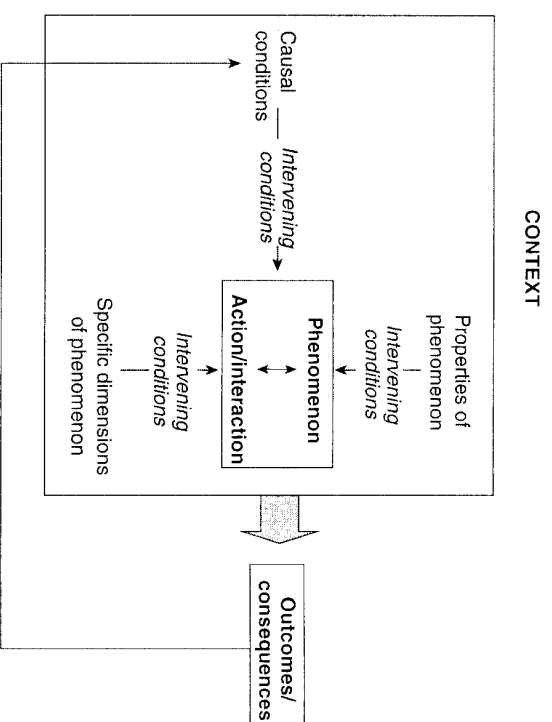 CONTEXT
Properties of
phenomenon
Intervening
conditions
Causal
conditions
Intervening
conditions
Phenomenon
Action/interaction
Intervening
conditions
Specific dimensions
of phenomenon
Outcomes/
consequences